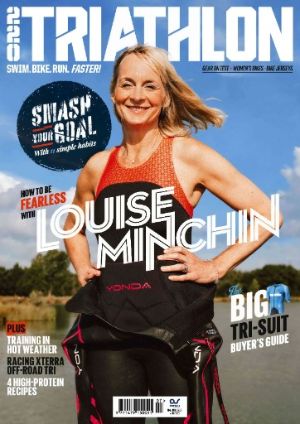 220 TRIATHLON
SWIM. BIKE. RUN. FASTER!
SMASH
YOUR
GOAL
With 11 simple habits
HOW TO BE
FEARLESS
WITH
LOUISE
MINCHIN
YONDA
The
BIG
TRI-SUIT
BUYER'S GUIDE
PLUS
TRAINING IN
HOT WEATHER
RACING XTERRA
OFF-ROAD TRI
4 HIGH-PROTEIN
RECIPES